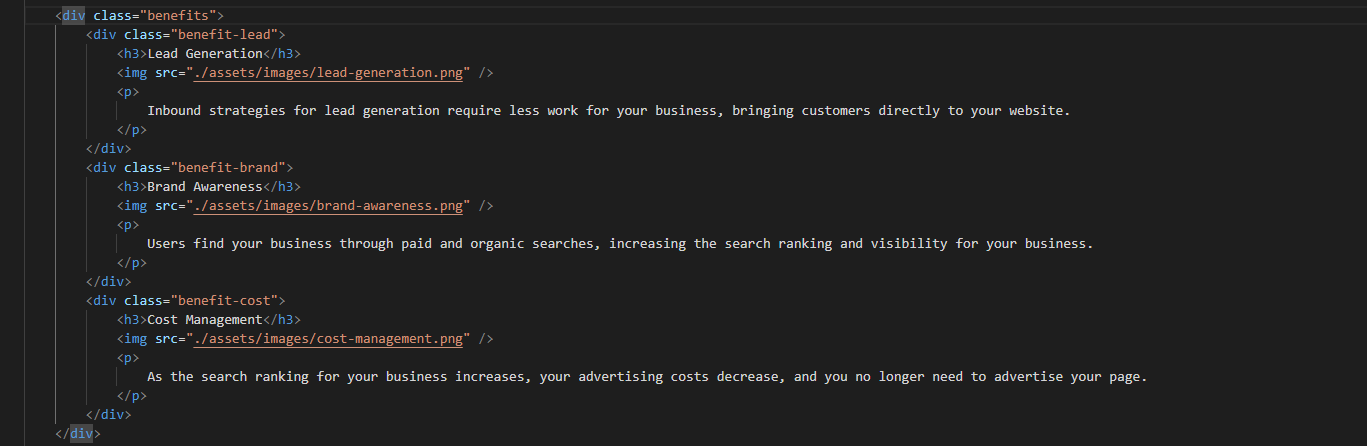 <div class="benefits">
<div class="benefit-lead">
<h3>Lead Generation</h3>
<img src="./assets/images/lead-generation.png" />
<p>
Inbound strategies for lead generation require less work for your business, bringing customers directly to your website.
</p>
</div>
<div class="benefit-brand">
<h3>Brand Awareness</h3>
<img src="./assets/images/brand-awareness.png" />
<p>
Users find your business through paid and organic searches, increasing the search ranking and visibility for your business.
</p>
</div>
<div class="benefit-cost">
<h3>Cost Management</h3>
<img src="./assets/images/cost-management.png" />
<p>
As the search ranking for your business increases, your advertising costs decrease, and you no longer need to advertise your page.
</p>
</div>
</div>